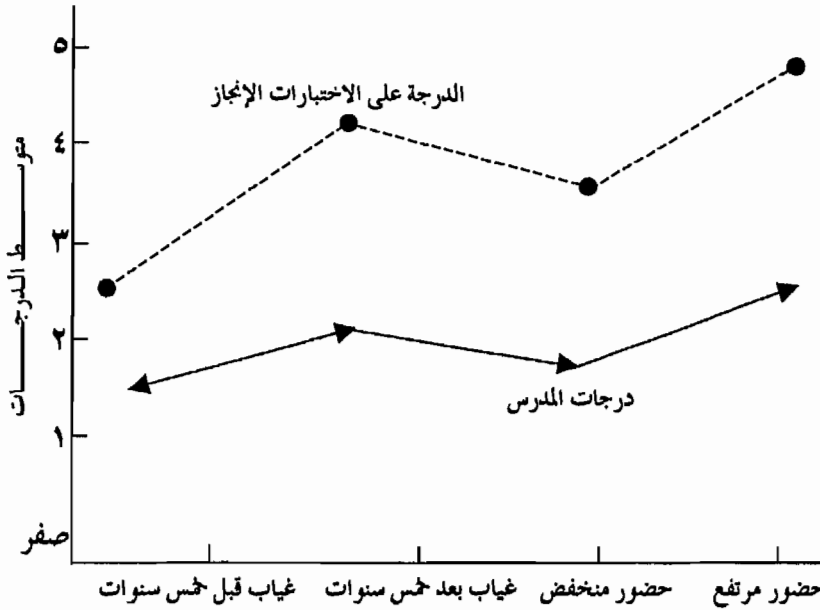 ٥
الدرجة على الاختبارات الإنجاز
٤
متوسط الدرجات
٣
٢
درجات المدرس
١
صفر
غياب قبل خمس سنوات
غياب بعد خمس سنوات
حضور منخفض
حضور مرتفع